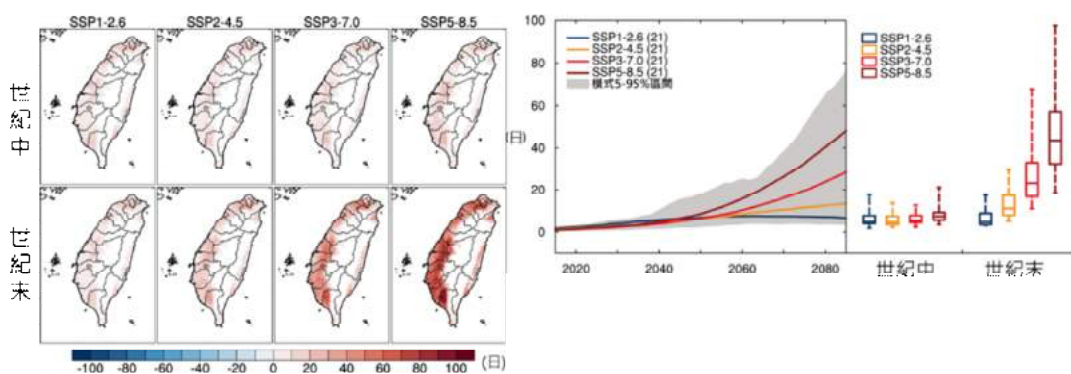 SSP1-2.6 SSP2-4.5 SSP3-7.0 SSP5-8.5
世紀中
世紀末
-100 -80 -60 -40 -20 0 20 40 60 80 100 (日)
100
80
60
40
20
0
(日)
SSP1-2.6 (21)
SSP2-4.5 (21)
SSP3-7.0 (21)
SSP5-8.5 (21)
模式5-95%區間
2020 2040 2060 2080
SSP1-2.6
SSP2-4.5
SSP3-7.0
SSP5-8.5
世紀中 世紀末